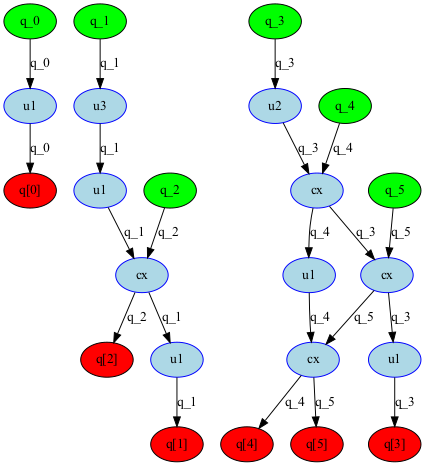 q_0 q_1 q_3
q_0 q_1 q_3
u1 u3 u2 q_4
q_0 q_1 q_3 q_4
q[0] u1 q_2 cx q_5
q_1 q_2 q_4 q_3 q_5
cx u1 cx
q_2 q_1 q_4 q_5 q_3
q[2] u1 cx u1
q_1 q_4 q_5 q_3
q[1] q[4] q[5] q[3]